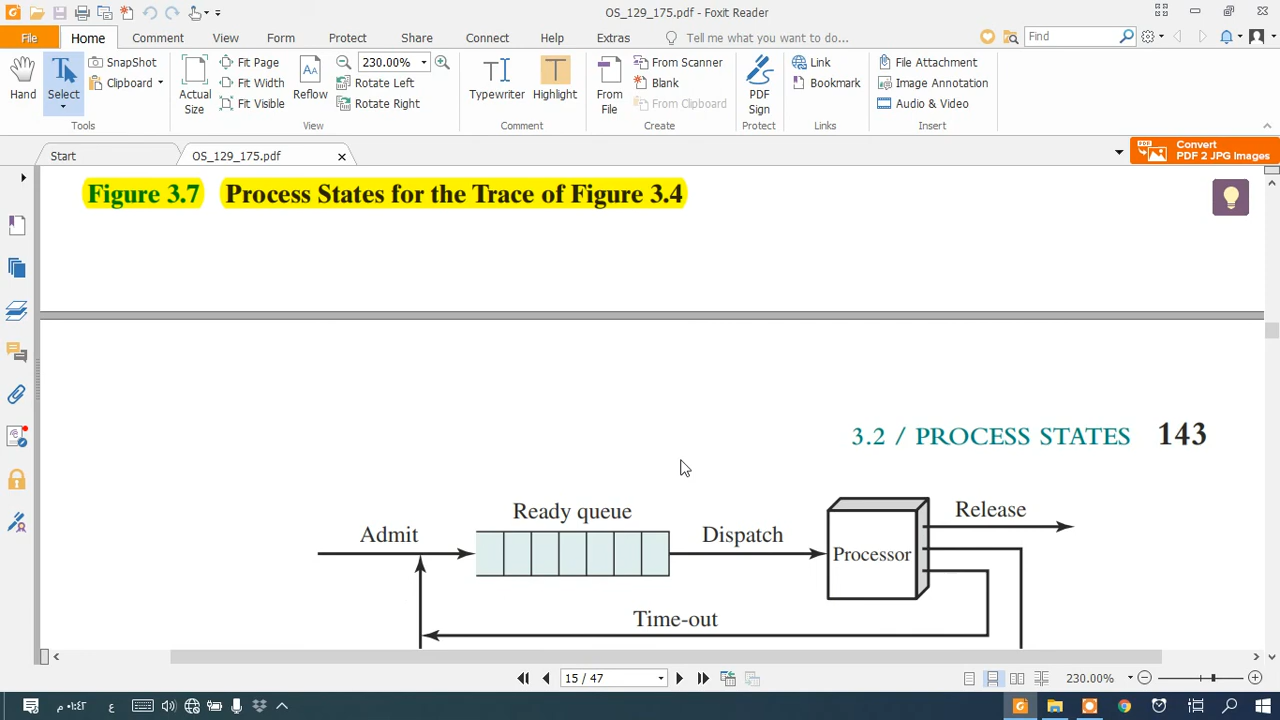 OS_129_175.pdf - Foxit Reader
File Home Comment View Form Protect Share Connect Help Extras Tell me what you want to do... Find
Hand Select SnapShot Clipboard Actual Size Fit Page Fit Width Fit Visible Reflow 230.00% Rotate Left Rotate Right Typewriter Highlight From File From Scanner Blank From Clipboard PDF Sign Link Bookmark File Attachment Image Annotation Audio & Video
Tools View Comment Create Protect Links Insert
Start OS_129_175.pdf Convert PDF 2 JPG Images
Figure 3.7 Process States for the Trace of Figure 3.4
3.2 / PROCESS STATES 143
Ready queue Release
Admit Dispatch
Processor
Time-out
15 / 47 230.00%